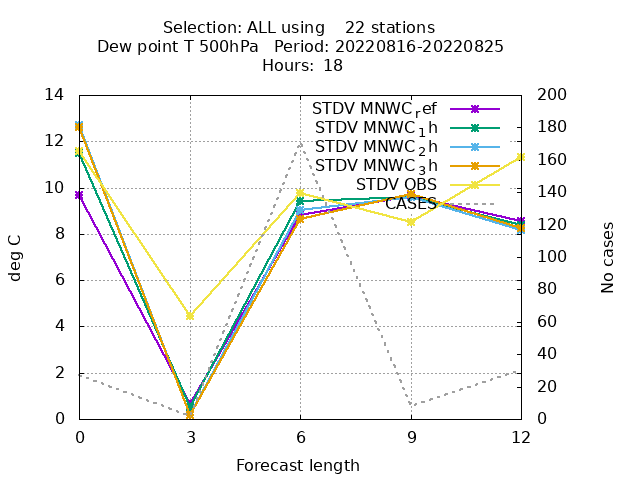 Selection: ALL using    22 stations
Dew point T 500hPa   Period: 20220816-20220825
Hours: 18
14
12
10
8
6
4
2
0
deg C
200
180
160
140
120
100
80
60
40
20
0
No cases
STDV MNWC_ref
STDV MNWC_1h
STDV MNWC_2h
STDV MNWC_3h
STDV OBS
CASES
0 3 6 9 12
Forecast length